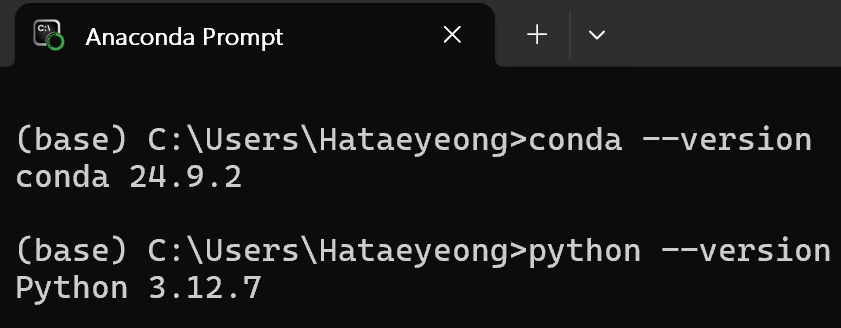 Anaconda Prompt
(base) C:\Users\Hataeyeong>conda --version
conda 24.9.2
(base) C:\Users\Hataeyeong>python --version
Python 3.12.7